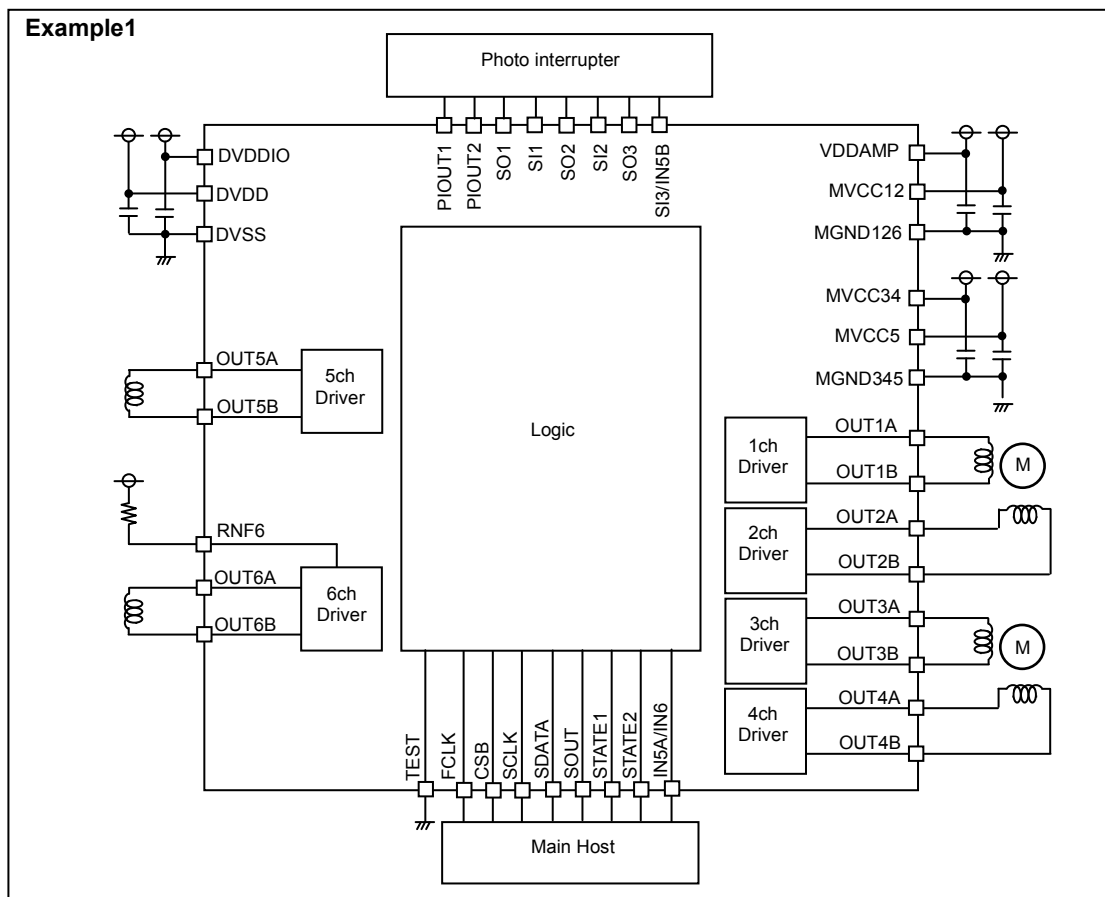 Example1
Photo interrupter
PIOUT1
PIOUT2
SO1
SI1
SO2
SI2
SO3
SI3/IN5B
DVDDIO
DVDD
DVSS
VDDAMP
MVCC12
MGND126
MVCC34
MVCC5
MGND345
OUT5A
OUT5B
5ch
Driver
Logic
RNF6
OUT6A
OUT6B
6ch
Driver
1ch
Driver
OUT1A
OUT1B
M
2ch
Driver
OUT2A
OUT2B
3ch
Driver
OUT3A
OUT3B
M
4ch
Driver
OUT4A
OUT4B
TEST
FCLK
CSB
SCLK
SDATA
SOUT
STATE1
STATE2
IN5A/IN6
Main Host